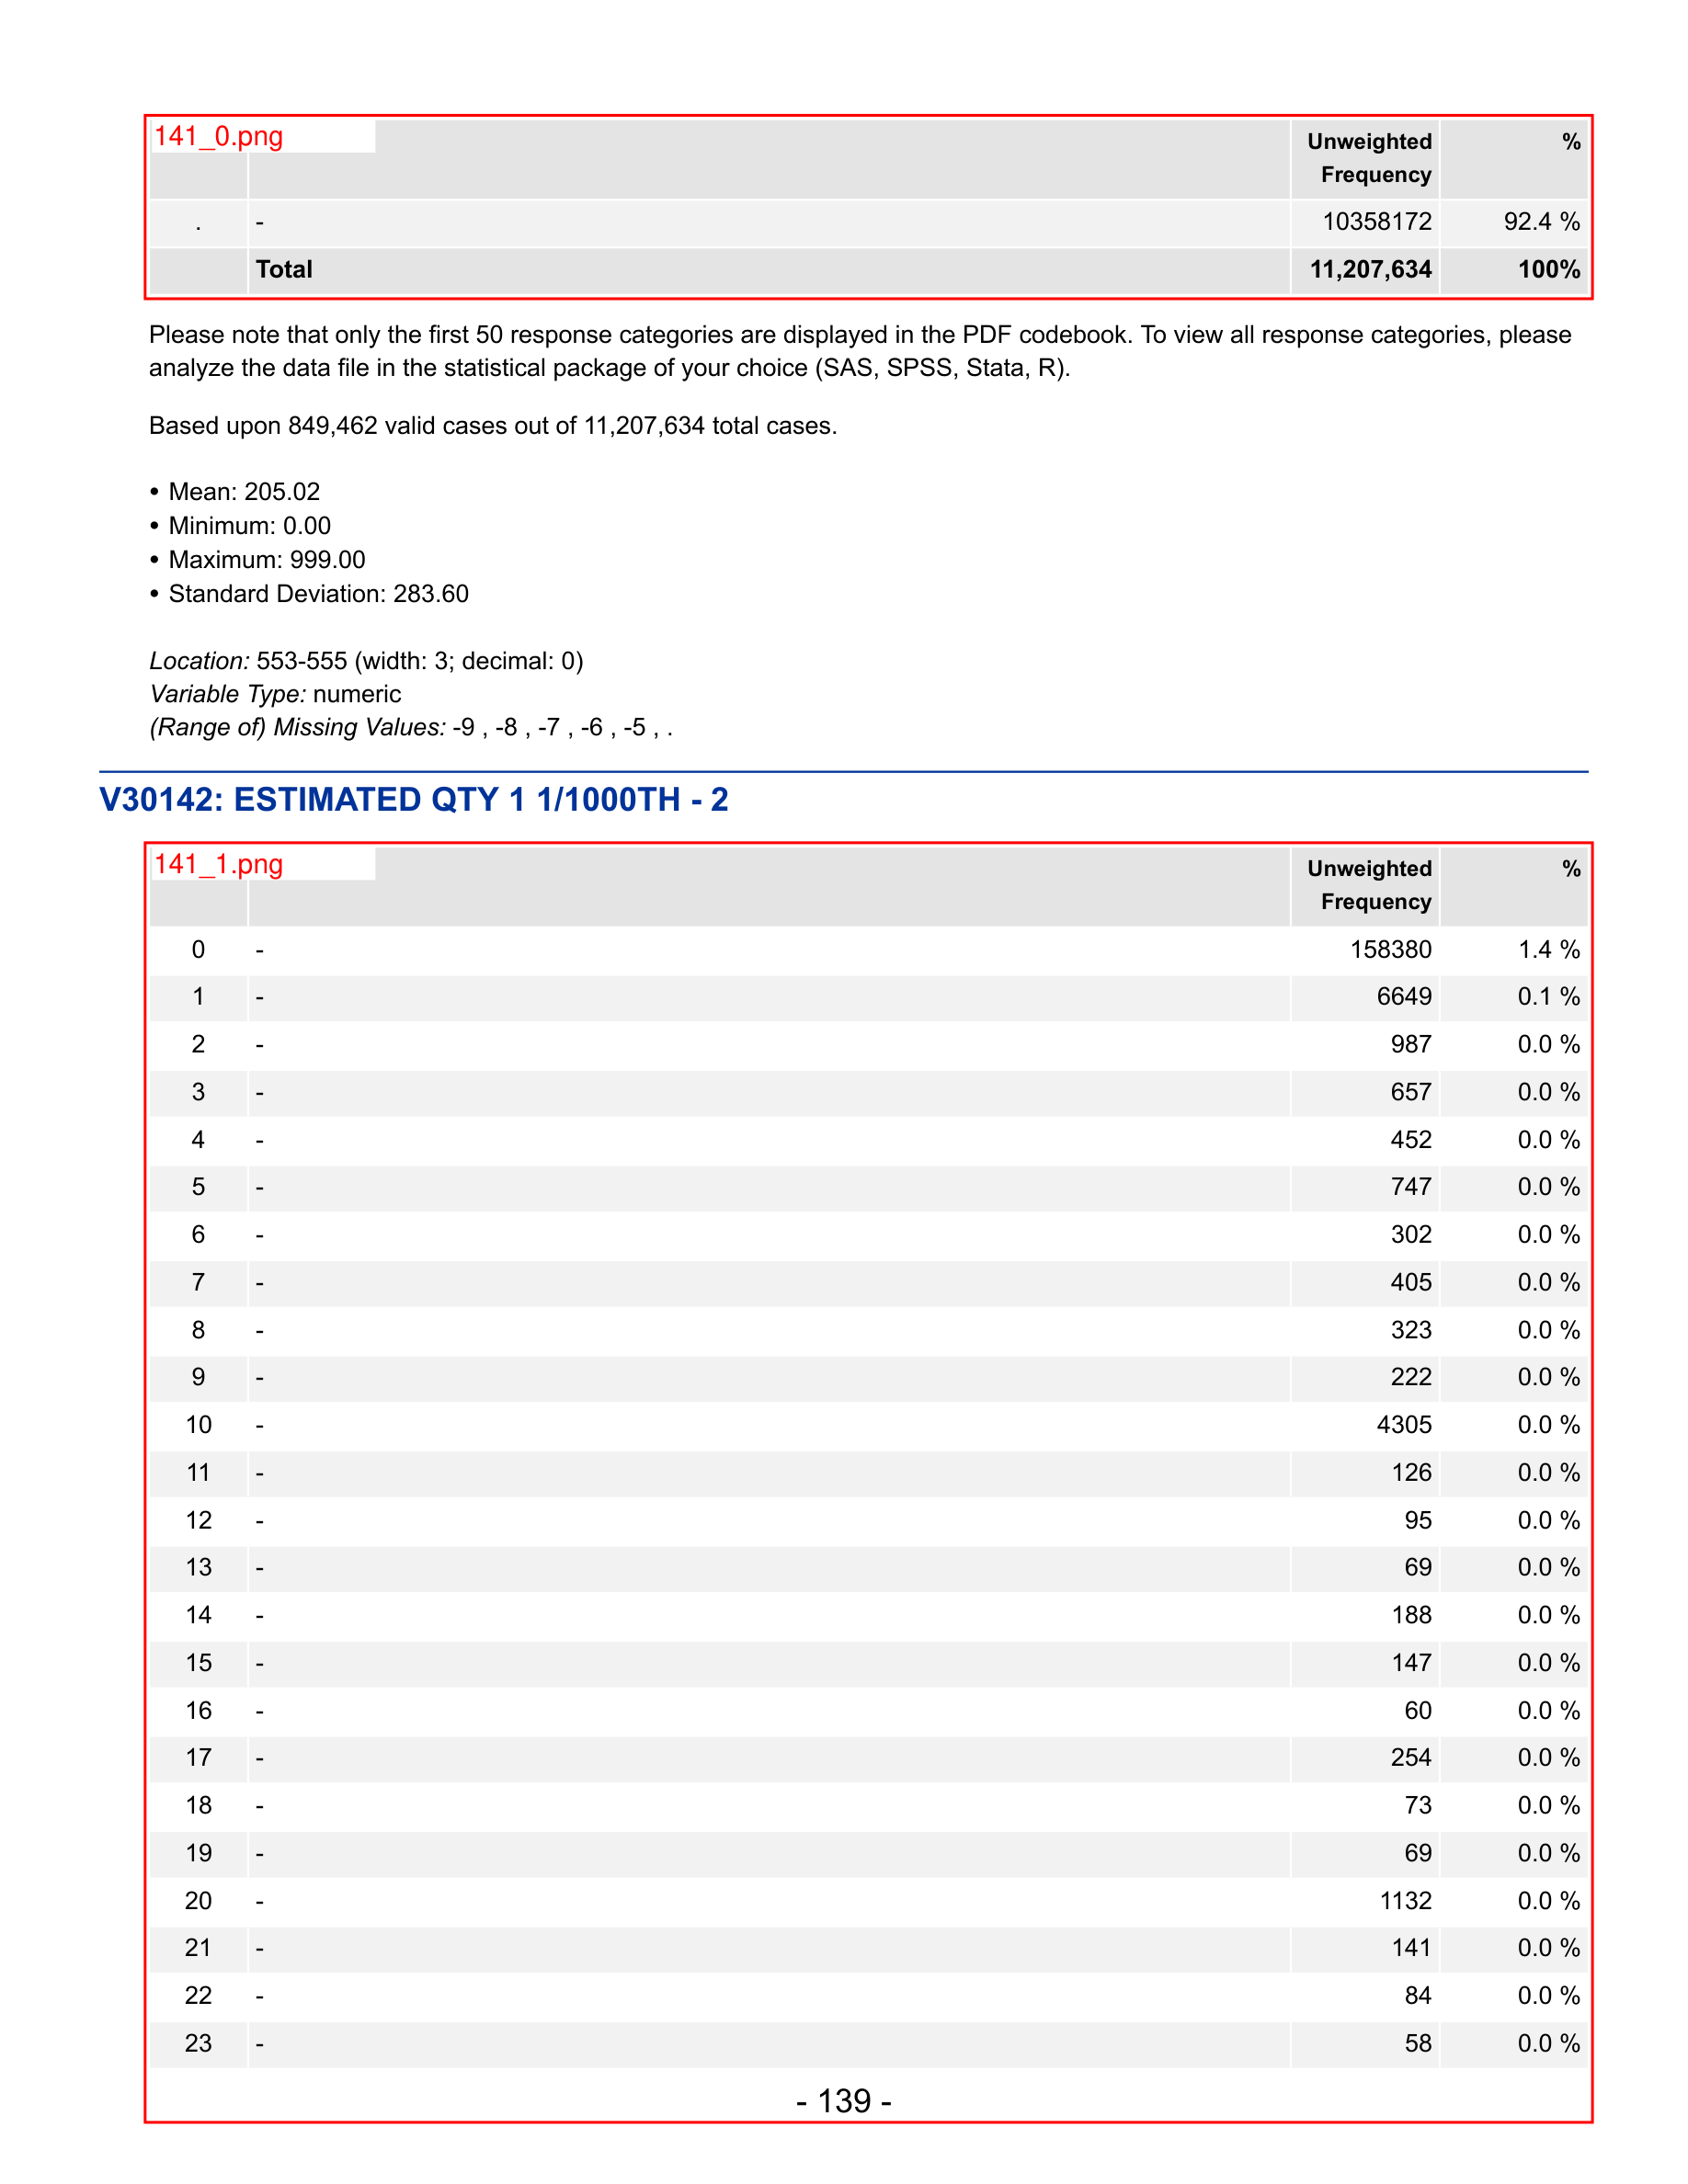 141_0.png
Unweighted Frequency %
. - 10358172 92.4 %
Total 11,207,634 100%
Please note that only the first 50 response categories are displayed in the PDF codebook. To view all response categories, please
analyze the data file in the statistical package of your choice (SAS, SPSS, Stata, R).
Based upon 849,462 valid cases out of 11,207,634 total cases.
• Mean: 205.02
• Minimum: 0.00
• Maximum: 999.00
• Standard Deviation: 283.60
Location: 553-555 (width: 3; decimal: 0)
Variable Type: numeric
(Range of) Missing Values: -9 , -8 , -7 , -6 , -5 , .
V30142: ESTIMATED QTY 1 1/1000TH - 2
141_1.png
Unweighted Frequency %
0 - 158380 1.4 %
1 - 6649 0.1 %
2 - 987 0.0 %
3 - 657 0.0 %
4 - 452 0.0 %
5 - 747 0.0 %
6 - 302 0.0 %
7 - 405 0.0 %
8 - 323 0.0 %
9 - 222 0.0 %
10 - 4305 0.0 %
11 - 126 0.0 %
12 - 95 0.0 %
13 - 69 0.0 %
14 - 188 0.0 %
15 - 147 0.0 %
16 - 60 0.0 %
17 - 254 0.0 %
18 - 73 0.0 %
19 - 69 0.0 %
20 - 1132 0.0 %
21 - 141 0.0 %
22 - 84 0.0 %
23 - 58 0.0 %
- 139 -